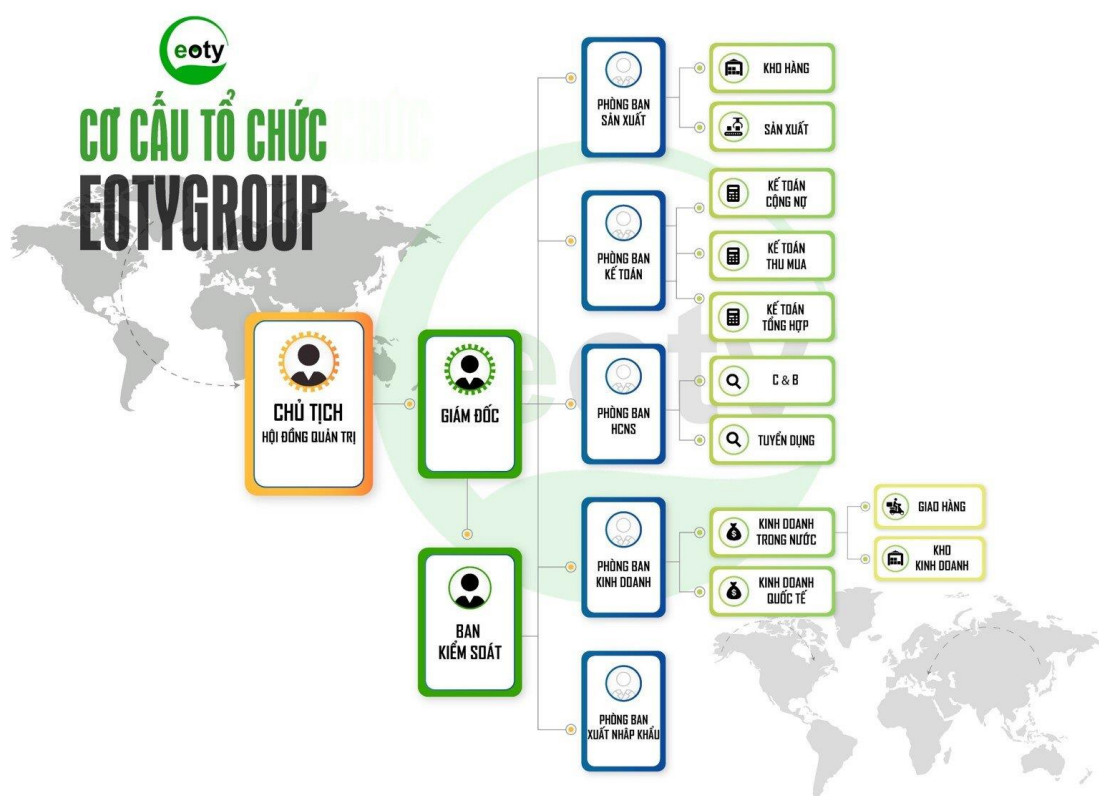 eoty
CƠ CẤU TỔ CHỨC
EOTYGROUP
CHỦ TỊCH
HỘI ĐỒNG QUẢN TRỊ
GIÁM ĐỐC
BAN
KIỂM SOÁT
PHÒNG BAN
SẢN XUẤT
KHO HÀNG
SẢN XUẤT
PHÒNG BAN
KẾ TOÁN
KẾ TOÁN
CÔNG NỢ
KẾ TOÁN
THU MUA
KẾ TOÁN
TỔNG HỢP
PHÒNG BAN
HCNS
C & B
TUYỂN DỤNG
PHÒNG BAN
KINH DOANH
KINH DOANH
TRONG NƯỚC
GIAO HÀNG
KHO
KINH DOANH
KINH DOANH
QUỐC TẾ
PHÒNG BAN
XUẤT NHẬP KHẨU
eoty